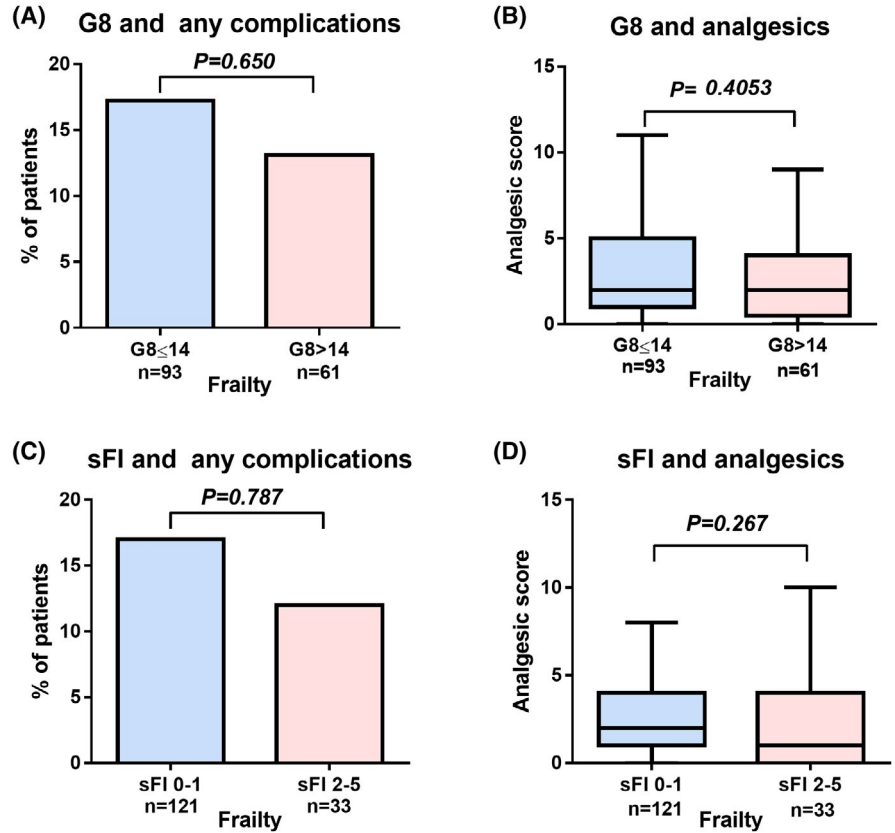 (A)
G8 and any complications
P=0.650
20
15
10
5
0
% of patients
G8≤14
n=93
G8>14
n=61
Frailty
(B)
G8 and analgesics
P= 0.4053
15
10
5
0
Analgesic score
G8≤14
n=93
G8>14
n=61
Frailty
(C)
sFI and any complications
P=0.787
20
15
10
5
0
% of patients
sFI 0-1
n=121
sFI 2-5
n=33
Frailty
(D)
sFI and analgesics
P=0.267
15
10
5
0
Analgesic score
sFI 0-1
n=121
sFI 2-5
n=33
Frailty